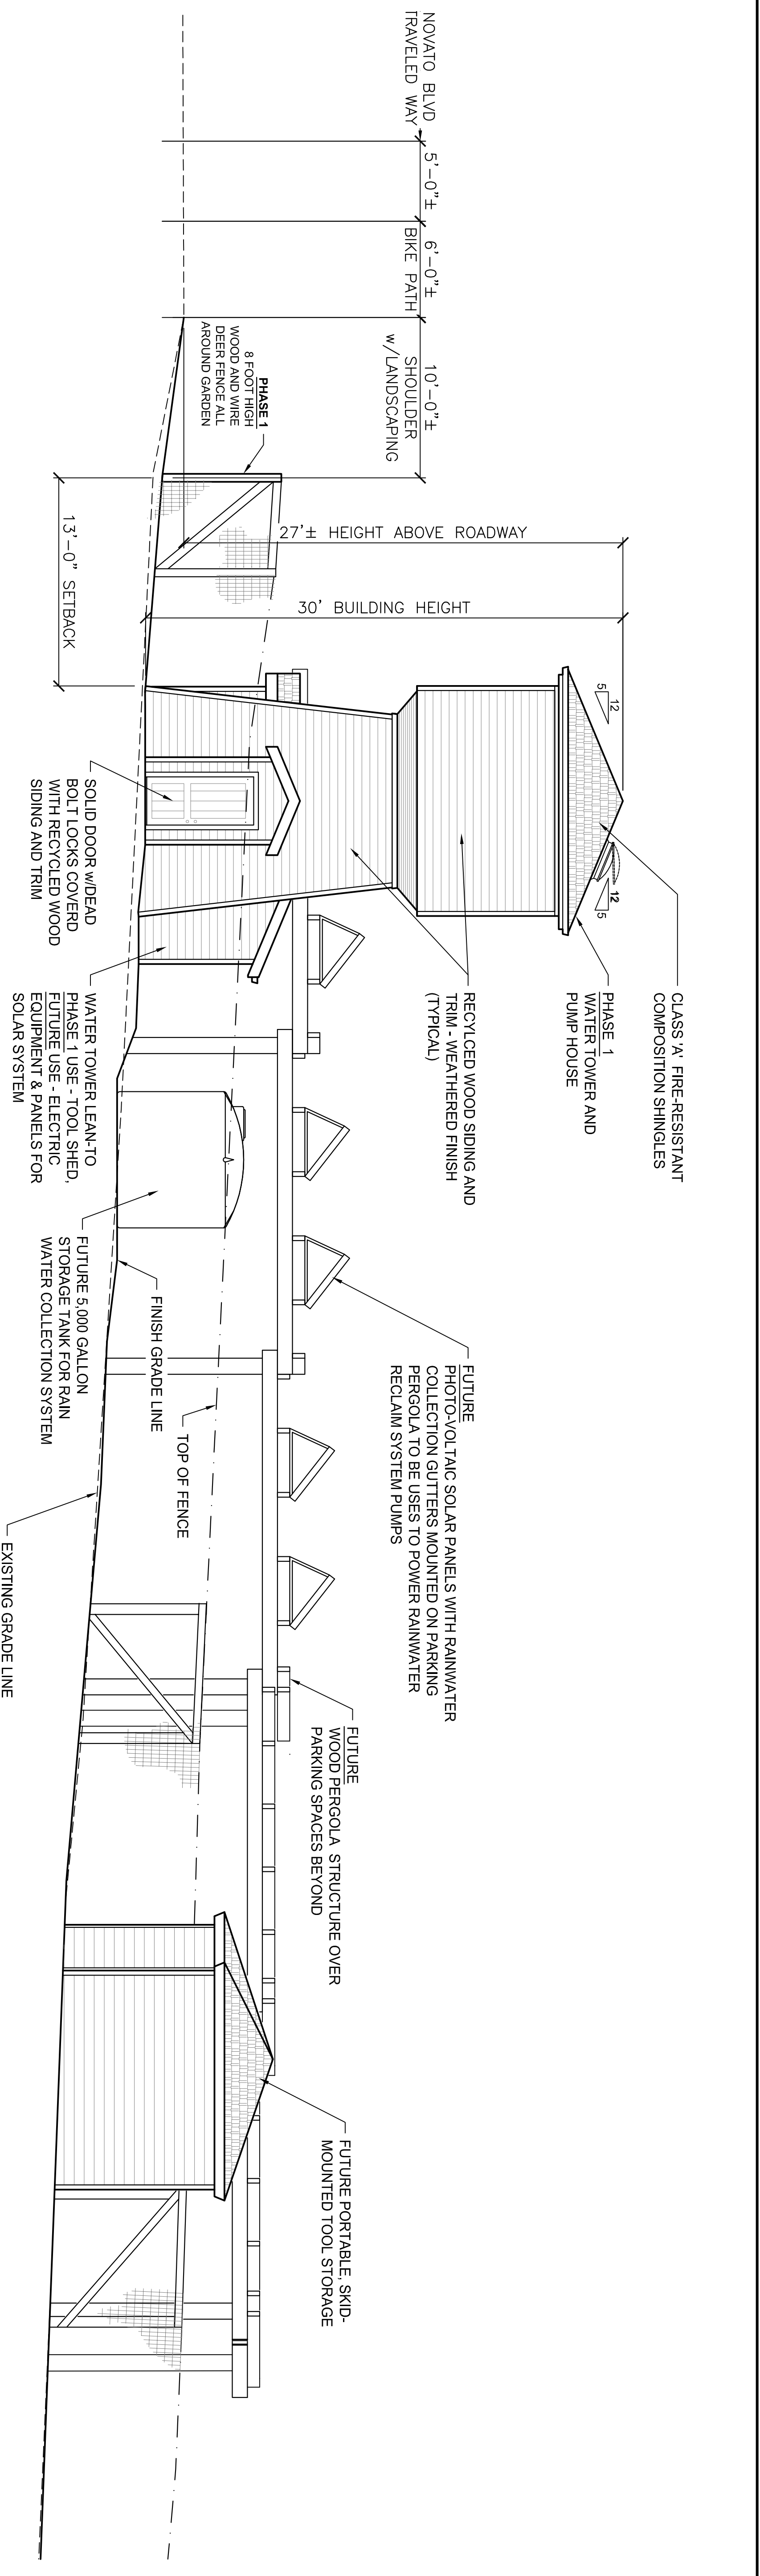 NOVATO BLVD
TRAVELED WAY
5'-0"±
6'-0"±
BIKE PATH
10'-0"±
SHOULDER
w/LANDSCAPING
PHASE 1
8 FOOT HIGH
WOOD AND WIRE
DEER FENCE ALL
AROUND GARDEN
13'-0" SETBACK
27'± HEIGHT ABOVE ROADWAY
30' BUILDING HEIGHT
12
5
12
5
CLASS 'A' FIRE-RESISTANT
COMPOSITION SHINGLES
PHASE 1
WATER TOWER AND
PUMP HOUSE
RECYLCED WOOD SIDING AND
TRIM - WEATHERED FINISH
(TYPICAL)
SOLID DOOR w/DEAD
BOLT LOCKS COVERD
WITH RECYCLED WOOD
SIDING AND TRIM
WATER TOWER LEAN-TO
PHASE 1 USE - TOOL SHED,
FUTURE USE - ELECTRIC
EQUIPMENT & PANELS FOR
SOLAR SYSTEM
FUTURE 5,000 GALLON
STORAGE TANK FOR RAIN
WATER COLLECTION SYSTEM
FINISH GRADE LINE
TOP OF FENCE
EXISTING GRADE LINE
FUTURE
PHOTO-VOLTAIC SOLAR PANELS WITH RAINWATER
COLLECTION GUTTERS MOUNTED ON PARKING
PERGOLA TO BE USES TO POWER RAINWATER
RECLAIM SYSTEM PUMPS
FUTURE
WOOD PERGOLA STRUCTURE OVER
PARKING SPACES BEYOND
FUTURE PORTABLE, SKID-
MOUNTED TOOL STORAGE